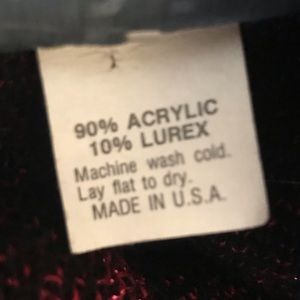 90% ACRYLIC
10% LUREX
Machine wash cold.
Lay flat to dry.
MADE IN U.S.A.